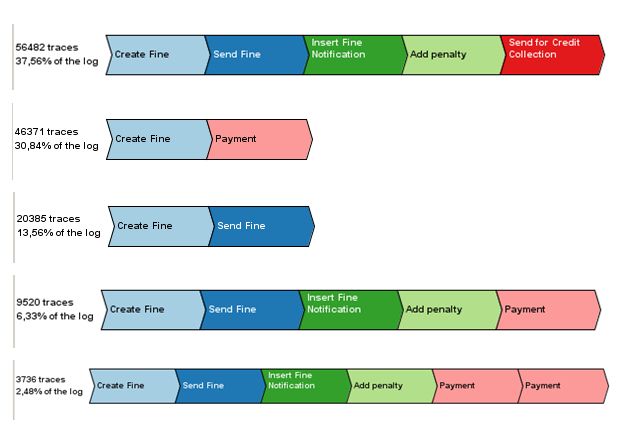 56482 traces
37,56% of the log
Create Fine
Send Fine
Insert Fine
Notification
Add penalty
Send for Credit
Collection
46371 traces
30,84% of the log
Create Fine
Payment
20385 traces
13,56% of the log
Create Fine
Send Fine
9520 traces
6,33% of the log
Create Fine
Send Fine
Insert Fine
Notification
Add penalty
Payment
3736 traces
2,48% of the log
Create Fine
Send Fine
Insert Fine
Notification
Add penalty
Payment
Payment